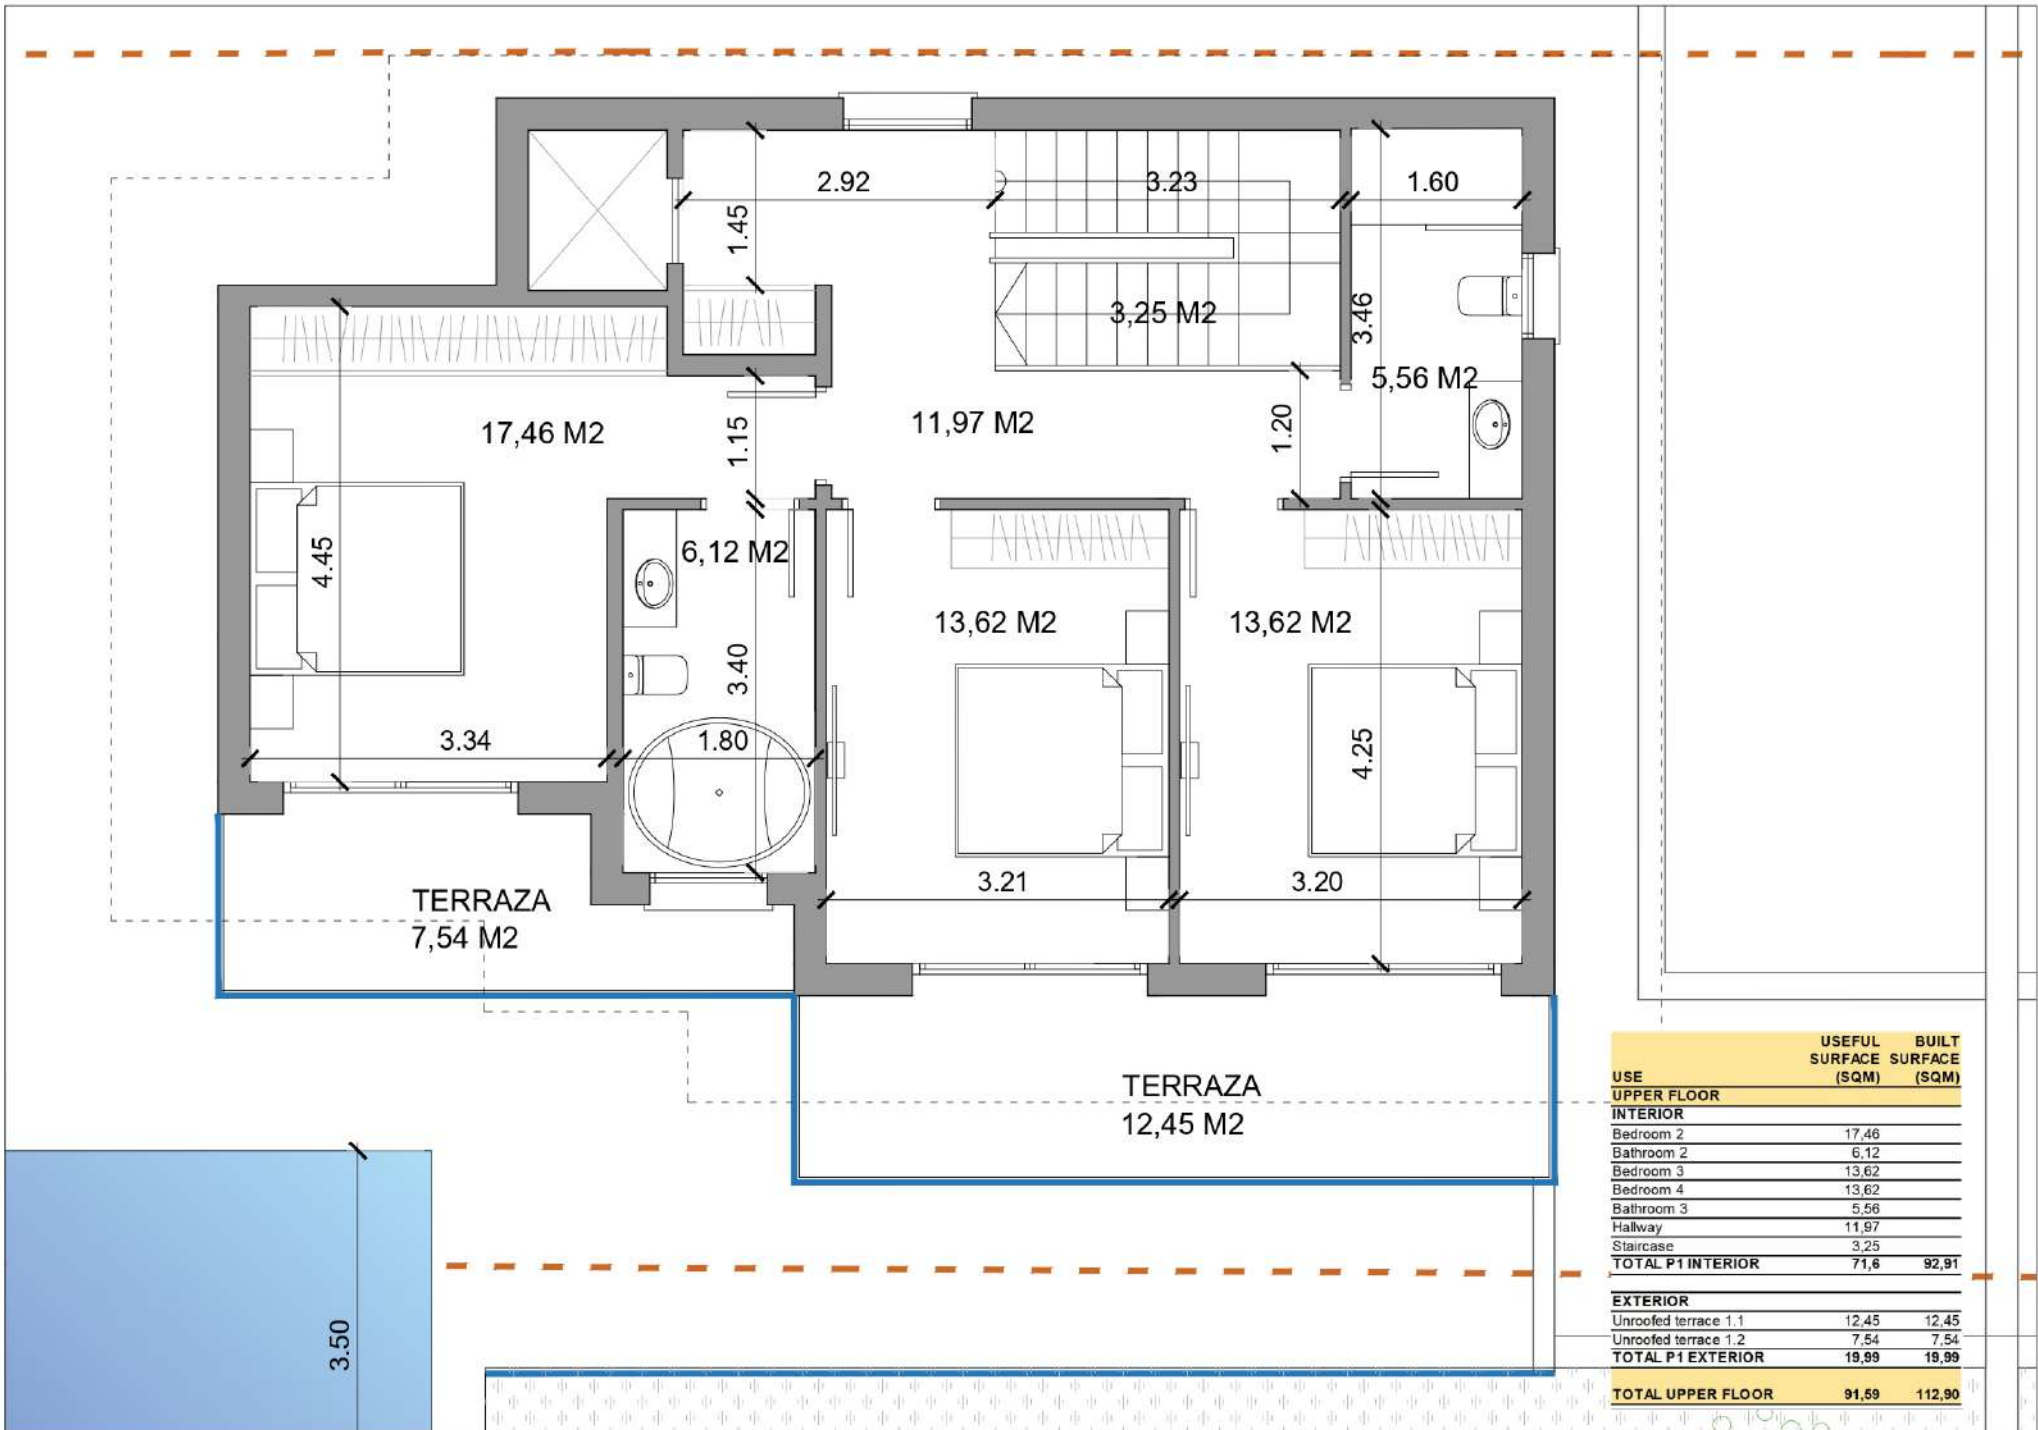 2.92
3.23
1.60
1.45
3.46
3,25 M2
5,56 M2
17,46 M2
1.15
11,97 M2
1.20
4.45
6,12 M2
13,62 M2
13,62 M2
3.40
3.34
1.80
4.25
3.21
3.20
TERRAZA
7,54 M2
TERRAZA
12,45 M2
3.50
USE USEFUL SURFACE (SQM) BUILT SURFACE (SQM)
UPPER FLOOR
INTERIOR
Bedroom 2 17,46
Bathroom 2 6,12
Bedroom 3 13,62
Bedroom 4 13,62
Bathroom 3 5,56
Hallway 11,97
Staircase 3,25
TOTAL P1 INTERIOR 71,6 92,91
EXTERIOR
Unroofed terrace 1.1 12,45 12,45
Unroofed terrace 1.2 7,54 7,54
TOTAL P1 EXTERIOR 19,99 19,99
TOTAL UPPER FLOOR 91,59 112,90